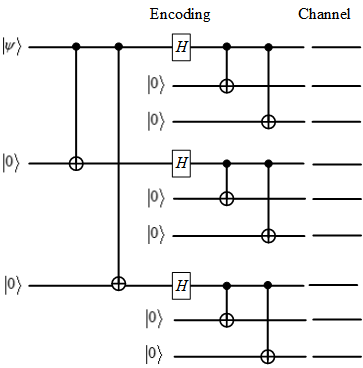 Encoding Channel
|ψ⟩ H
|0⟩
|0⟩
|0⟩ H
|0⟩
|0⟩
|0⟩ H
|0⟩
|0⟩